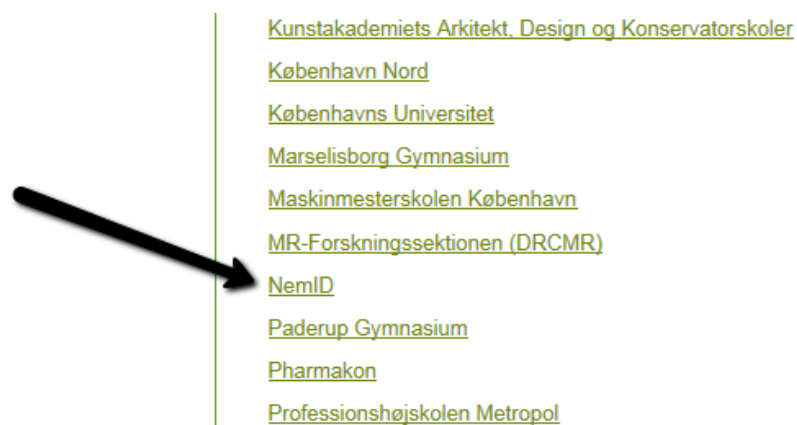 Kunstakademiets Arkitekt, Design og Konservatorskoler
København Nord
Københavns Universitet
Marselisborg Gymnasium
Maskinmesterskolen København
MR-Forskningssektionen (DRCMR)
NemID
Paderup Gymnasium
Pharmakon
Professionshøjskolen Metropol